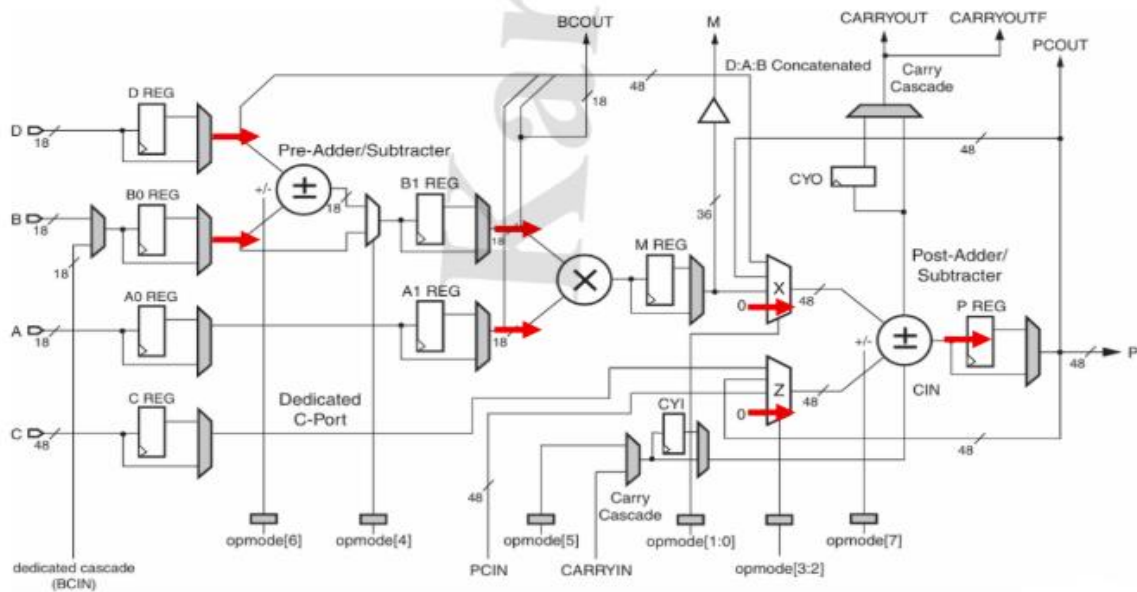 BCOUT
M
CARRYOUT
CARRYOUTF
PCOUT
D:A:B Concatenated
Carry
Cascade
48
18
D REG
D
18
Pre-Adder/Subtracter
+/-
±
18
48
CYO
B0 REG
B
18
B1 REG
18
36
M REG
Post-Adder/
Subtracter
18
A0 REG
A
18
A1 REG
18
×
X
0
48
P REG
+/-
±
P
48
CIN
C REG
C
48
Dedicated
C-Port
Z
0
48
CYI
48
48
Carry
Cascade
opmode[6]
opmode[4]
opmode[5]
opmode[1:0]
opmode[7]
dedicated cascade
(BCIN)
PCIN
CARRYIN
opmode[3:2]